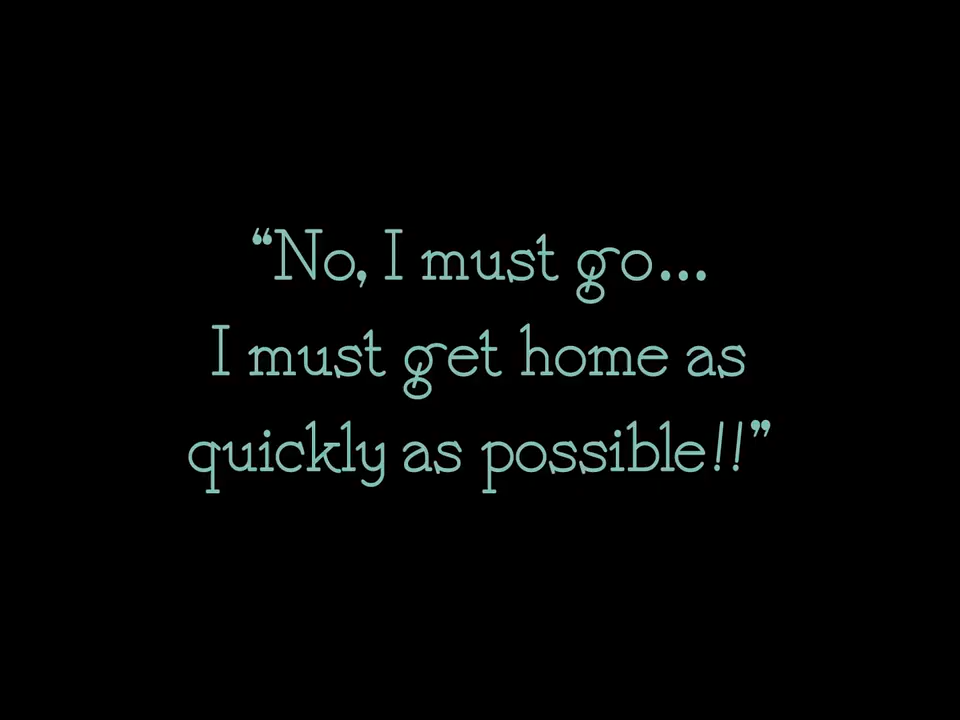 “No, I must go...
I must get home as
quickly as possible!!”